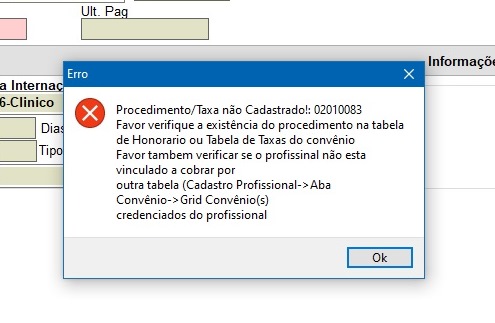 Ult. Pag
Informaçõe
a Internaç
6-Clinico
Dias
Tipo
Erro
Procedimento/Taxa não Cadastrado!: 02010083
Favor verifique a existência do procedimento na tabela
de Honorario ou Tabela de Taxas do convênio
Favor tambem verificar se o profissinal não esta
vinculado a cobrar por
outra tabela (Cadastro Profissional->Aba
Convênio->Grid Convênio(s)
credenciados do profissional
Ok